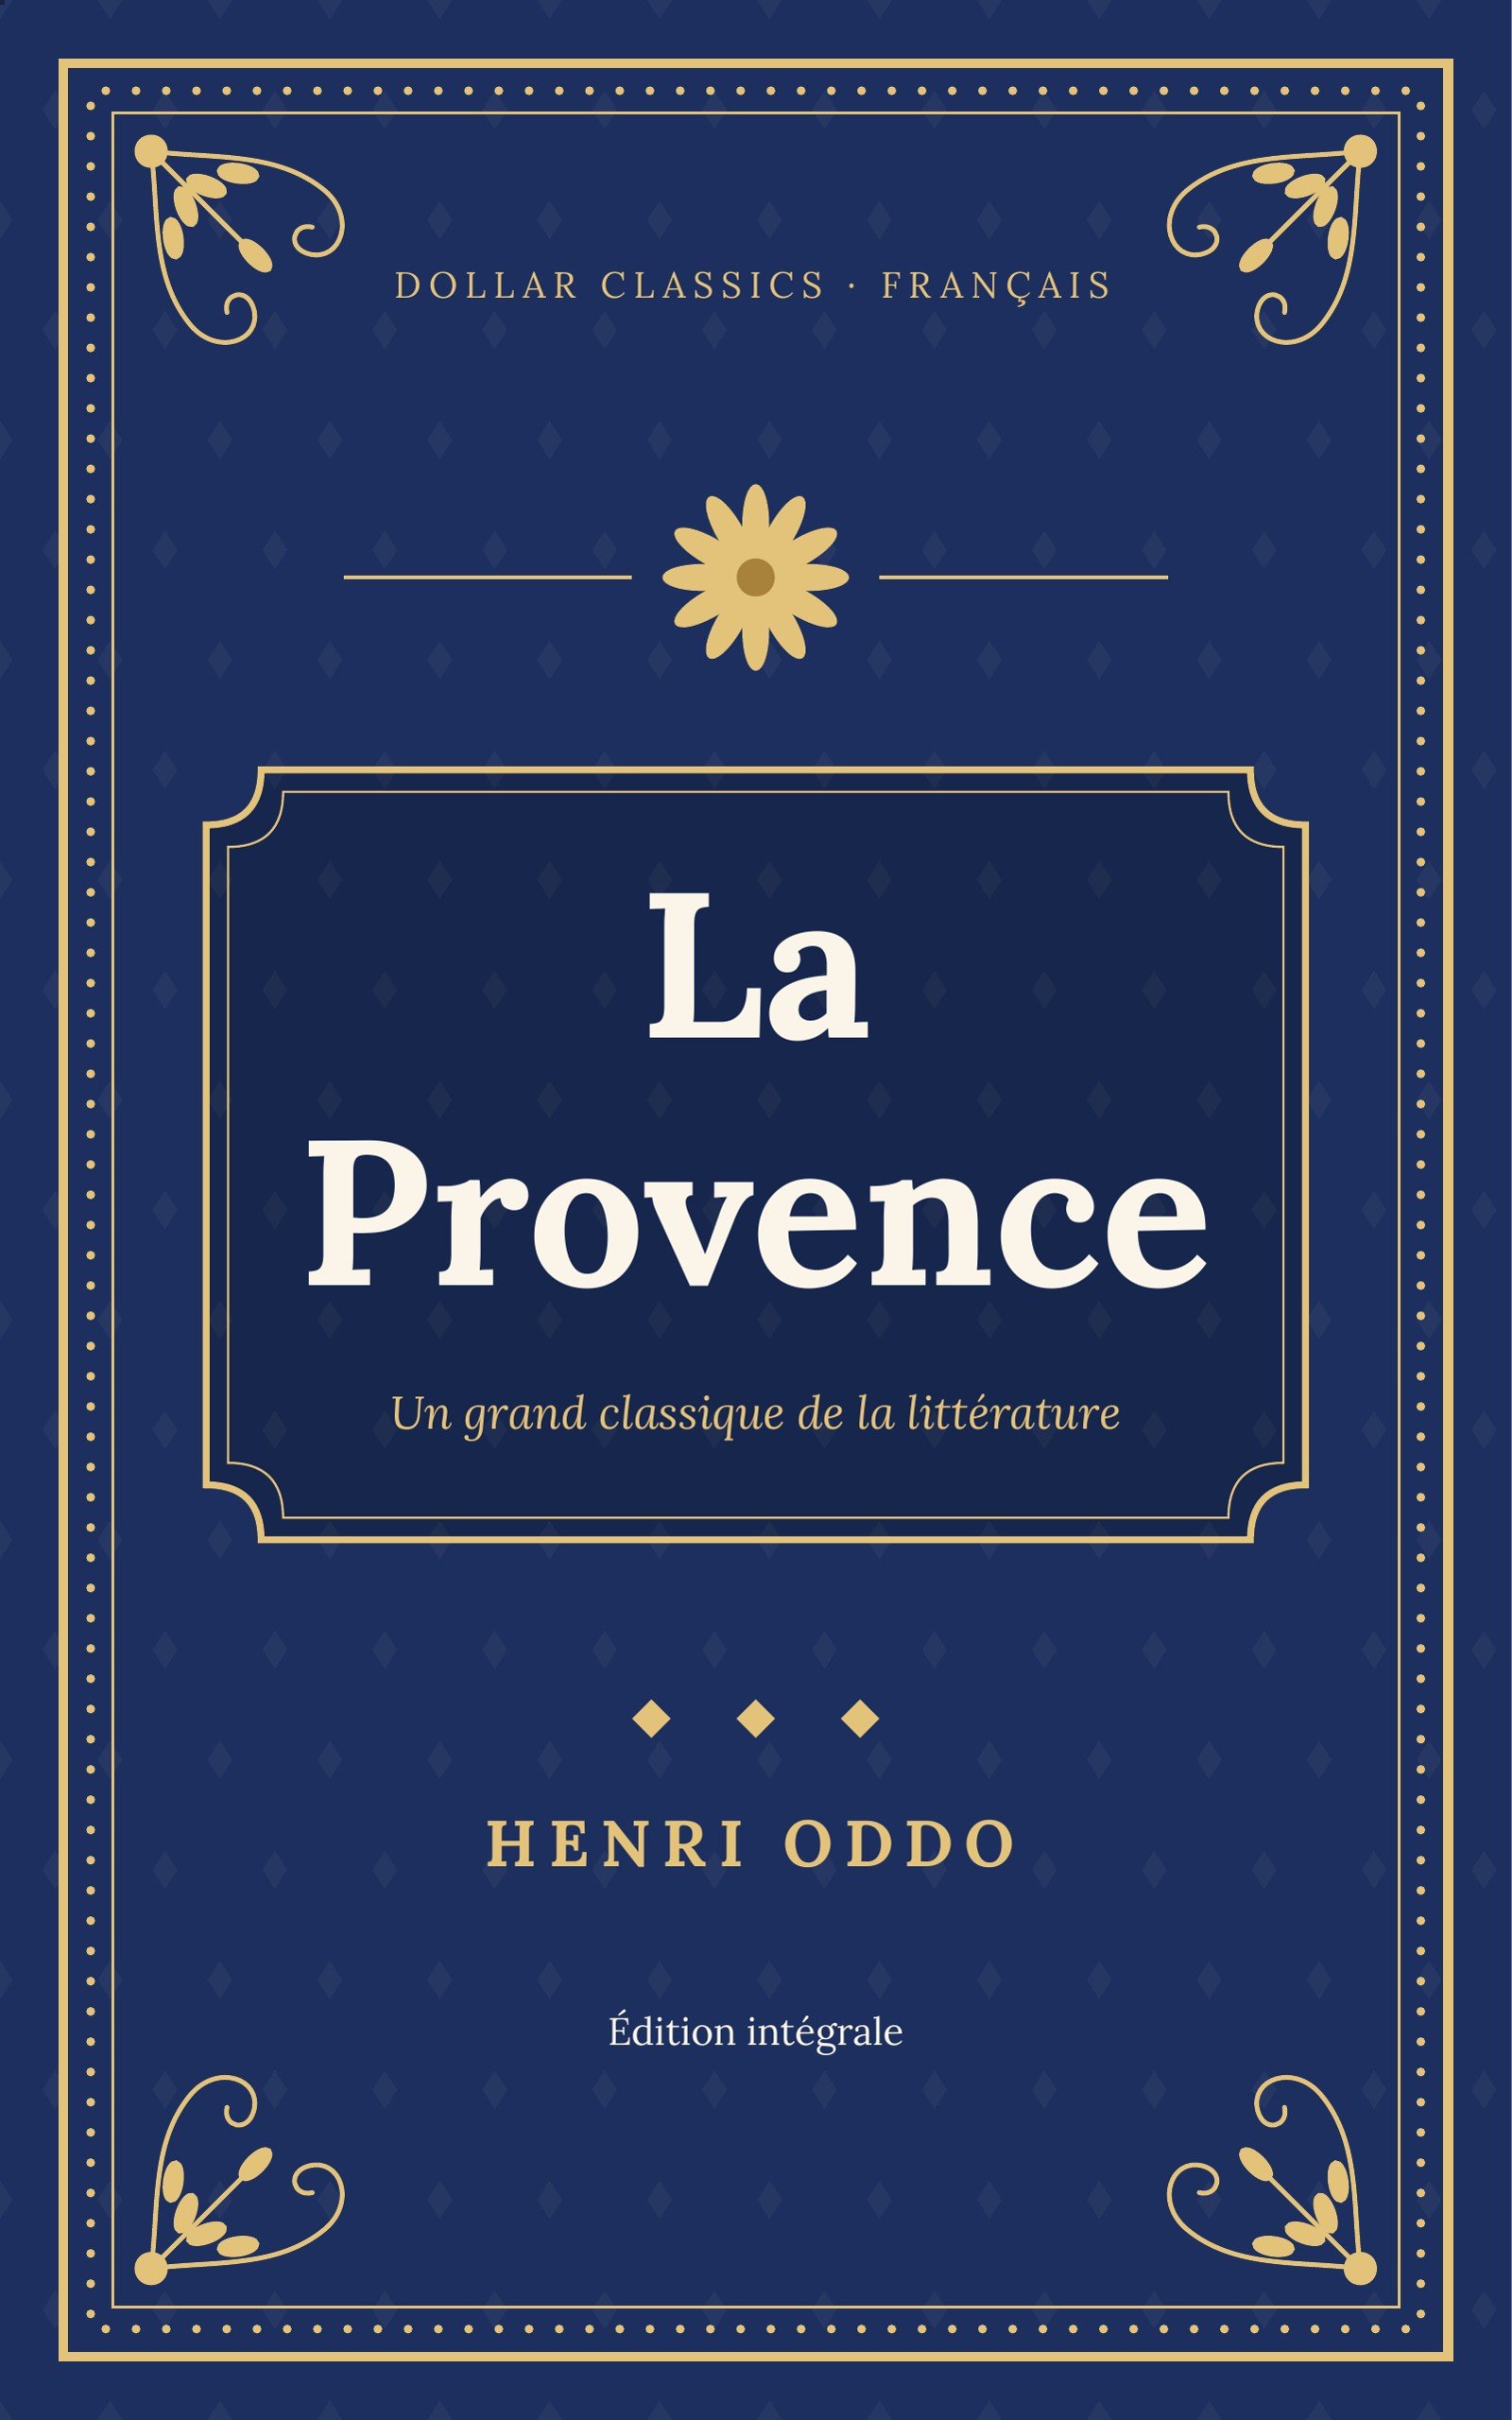 DOLLAR CLASSICS · FRANÇAIS
La
Provence
Un grand classique de la littérature
HENRI ODDO
Édition intégrale